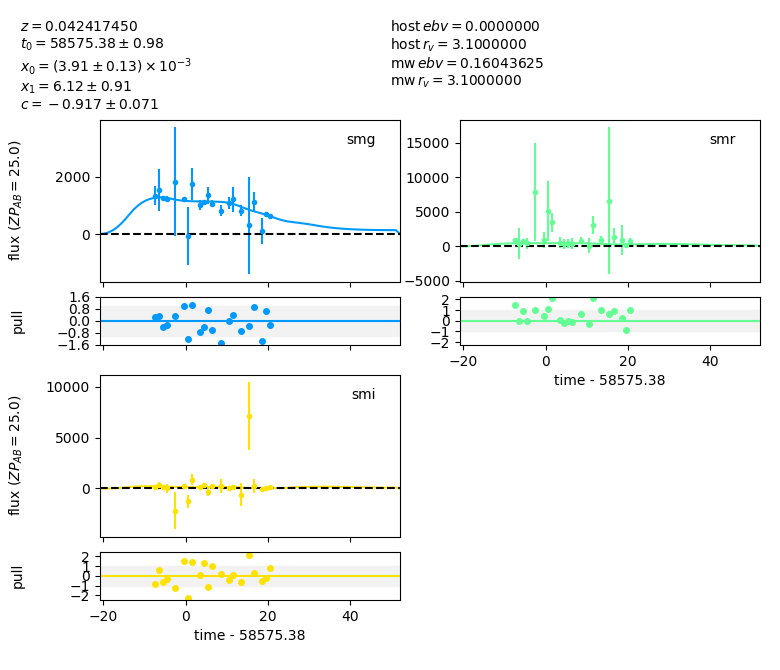 z = 0.042417450
t₀ = 58575.38 ± 0.98
x₀ = (3.91 ± 0.13) × 10⁻³
x₁ = 6.12 ± 0.91
c = −0.917 ± 0.071
host ebv = 0.0000000
host r_v = 3.1000000
mw ebv = 0.16043625
mw r_v = 3.1000000
flux (ZP_AB = 25.0)
2000
0
smg
15000
10000
5000
0
−5000
smr
pull
1.6
0.8
0.0
−0.8
−1.6
2
1
0
−1
−2
−20
0
20
40
time - 58575.38
flux (ZP_AB = 25.0)
10000
5000
0
smi
pull
2
1
0
−1
−2
−20
0
20
40
time - 58575.38